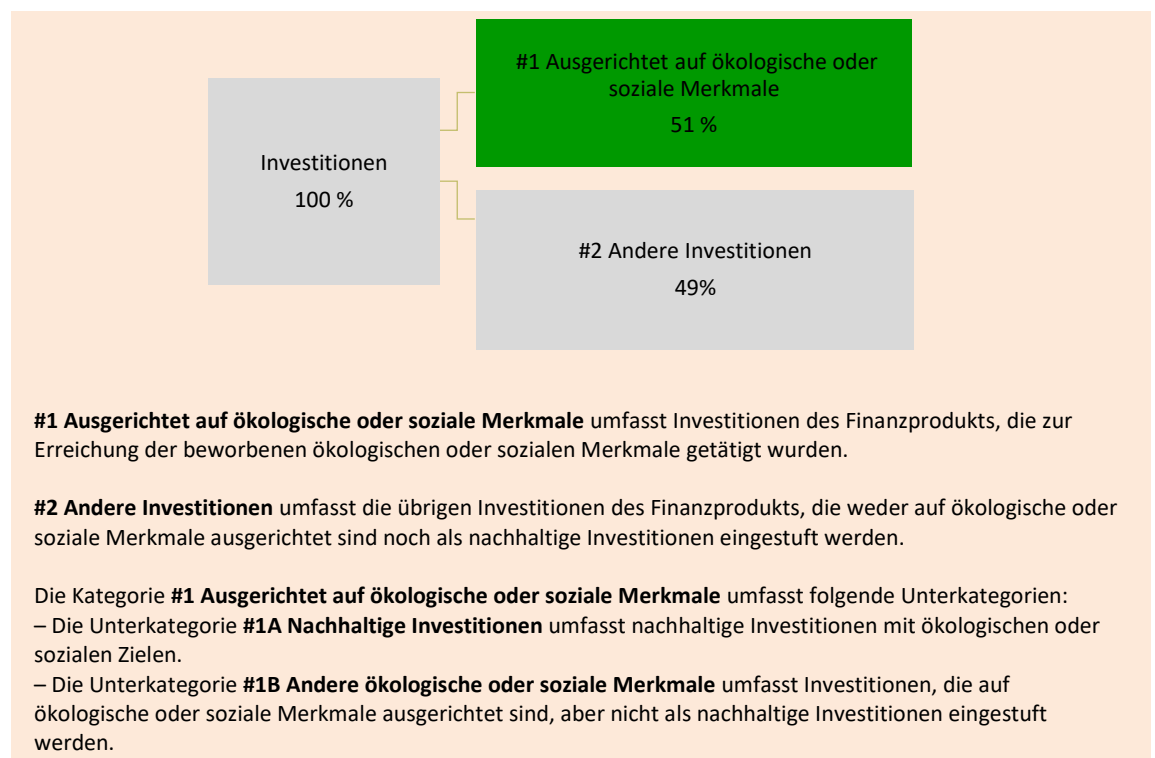 #1 Ausgerichtet auf ökologische oder
soziale Merkmale
51 %
Investitionen
100 %
#2 Andere Investitionen
49%
#1 Ausgerichtet auf ökologische oder soziale Merkmale umfasst Investitionen des Finanzprodukts, die zur
Erreichung der beworbenen ökologischen oder sozialen Merkmale getätigt wurden.
#2 Andere Investitionen umfasst die übrigen Investitionen des Finanzprodukts, die weder auf ökologische oder
soziale Merkmale ausgerichtet sind noch als nachhaltige Investitionen eingestuft werden.
Die Kategorie #1 Ausgerichtet auf ökologische oder soziale Merkmale umfasst folgende Unterkategorien:
– Die Unterkategorie #1A Nachhaltige Investitionen umfasst nachhaltige Investitionen mit ökologischen oder
sozialen Zielen.
– Die Unterkategorie #1B Andere ökologische oder soziale Merkmale umfasst Investitionen, die auf
ökologische oder soziale Merkmale ausgerichtet sind, aber nicht als nachhaltige Investitionen eingestuft
werden.